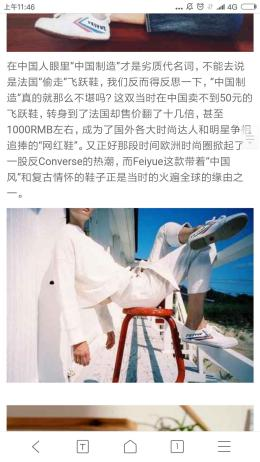 上午11:46
4G
在中国人眼里“中国制造”才是劣质代名词，不能去说
是法国“偷走”飞跃鞋，我们反而得反思一下，“中国制
造”真的就那么不堪吗？这双当时在中国卖不到50元的
飞跃鞋，转身到了法国却售价翻了十几倍，甚至
1000RMB左右，成为了国外各大时尚达人和明星争相
追捧的“网红鞋”。又正好那段时间欧洲时尚圈掀起了
一股反Converse的热潮，而Feiyue这款带着“中国
风”和复古情怀的鞋子正是当时的火遍全球的缘由之
一。
T
1